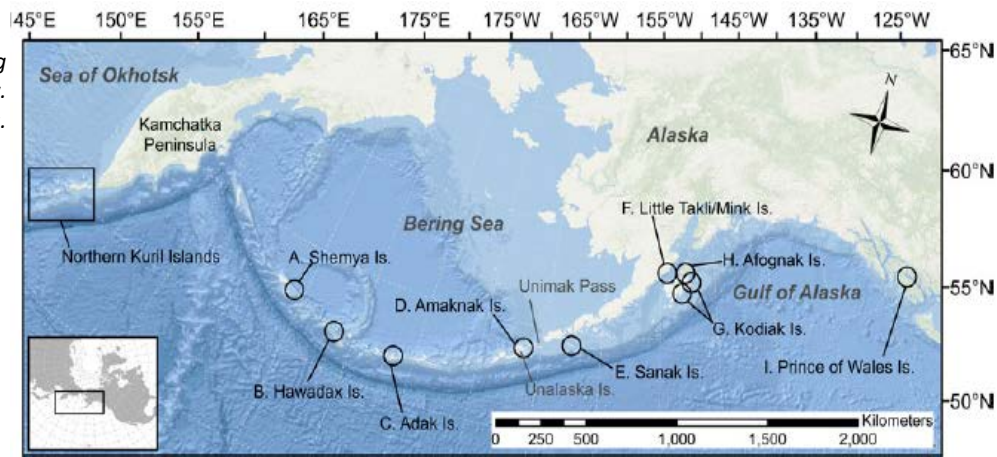 145°E 150°E 155°E 165°E 175°E 175°W 165°W 155°W 145°W 135°W 125°W
65°N
g
Sea of Okhotsk
.
.
N
Kamchatka
Peninsula
Alaska
60°N
F. Little Takli/Mink Is.
Bering Sea
Northern Kuril Islands
A. Shemya Is.
H. Afognak Is.
Unimak Pass
55°N
Gulf of Alaska
D. Amaknak Is.
G. Kodiak Is.
I. Prince of Wales Is.
E. Sanak Is.
B. Hawadax Is.
Unalaska Is.
50°N
C. Adak Is.
Kilometers
0 250 500 1,000 1,500 2,000